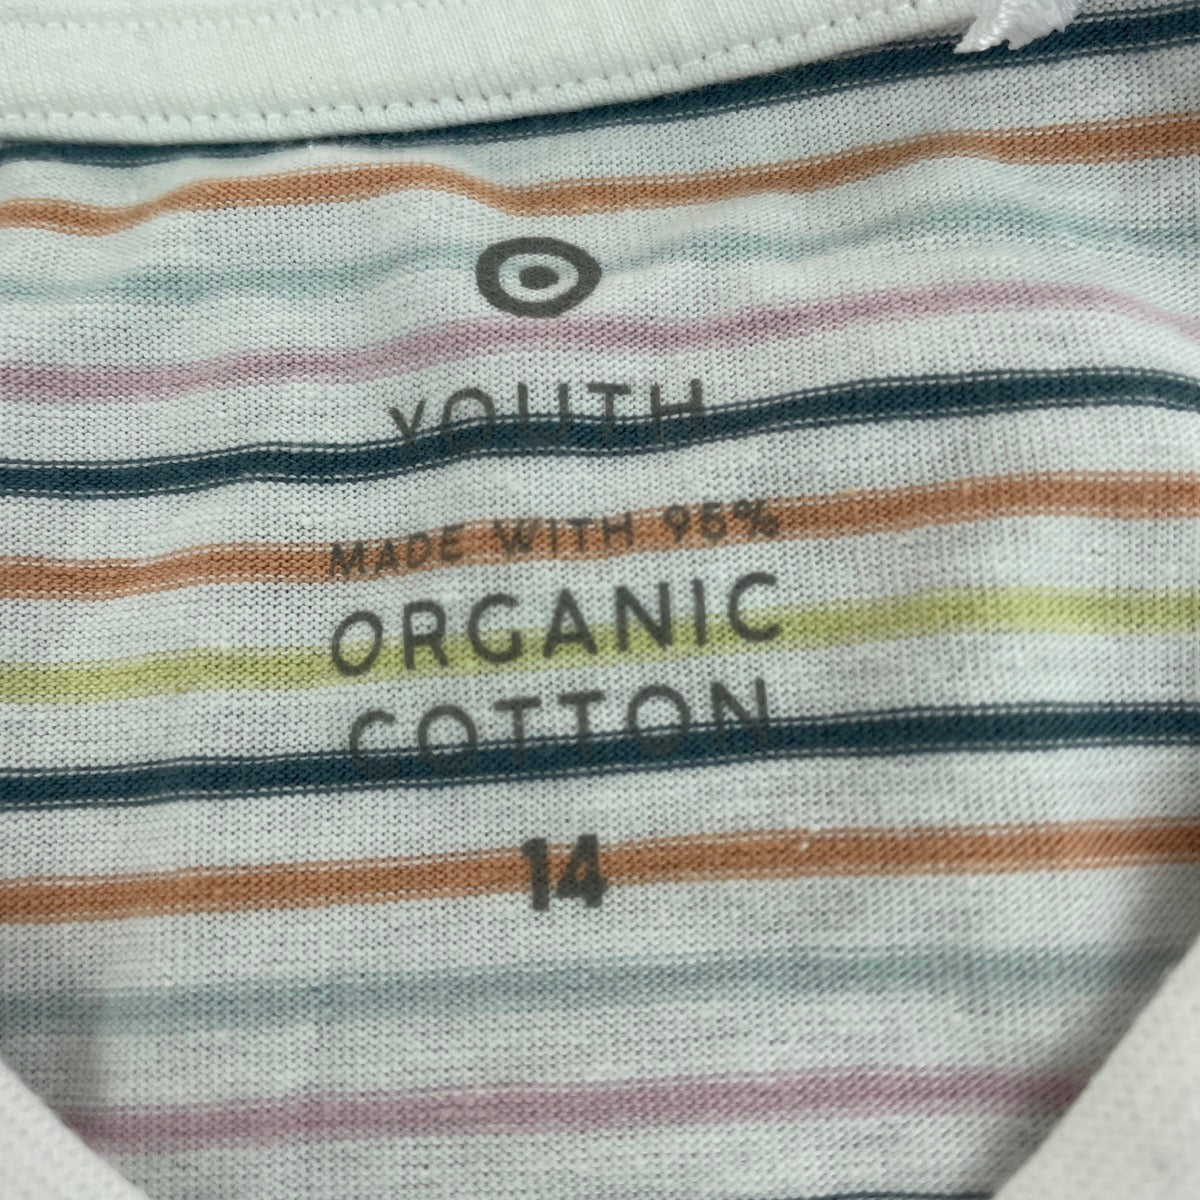 YOUTH
MADE WITH 95%
ORGANIC
COTTON
14